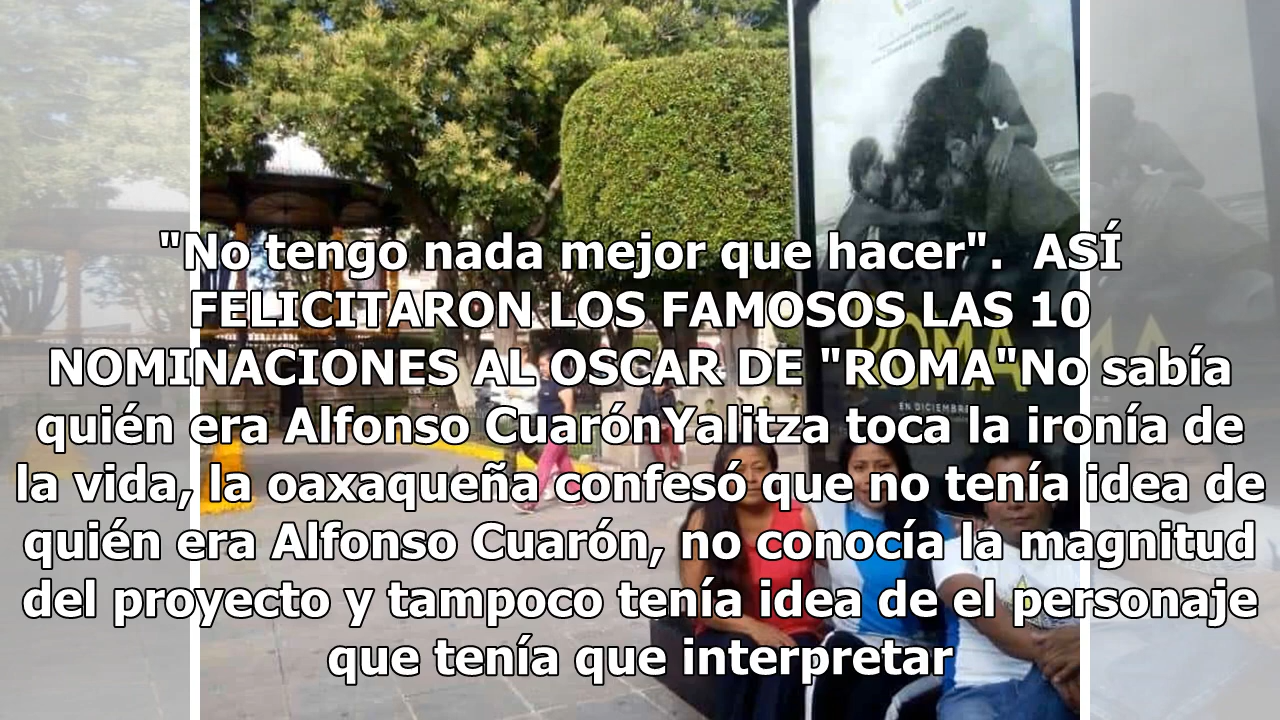 "No tengo nada mejor que hacer".  ASÍ
FELICITARON LOS FAMOSOS LAS 10
NOMINACIONES AL OSCAR DE "ROMA"No sabía
quién era Alfonso CuarónYalitza toca la ironía de
la vida, la oaxaqueña confesó que no tenía idea de
quién era Alfonso Cuarón, no conocía la magnitud
del proyecto y tampoco tenía idea de el personaje
que tenía que interpretar
ROMA
EN DICIEMBRE